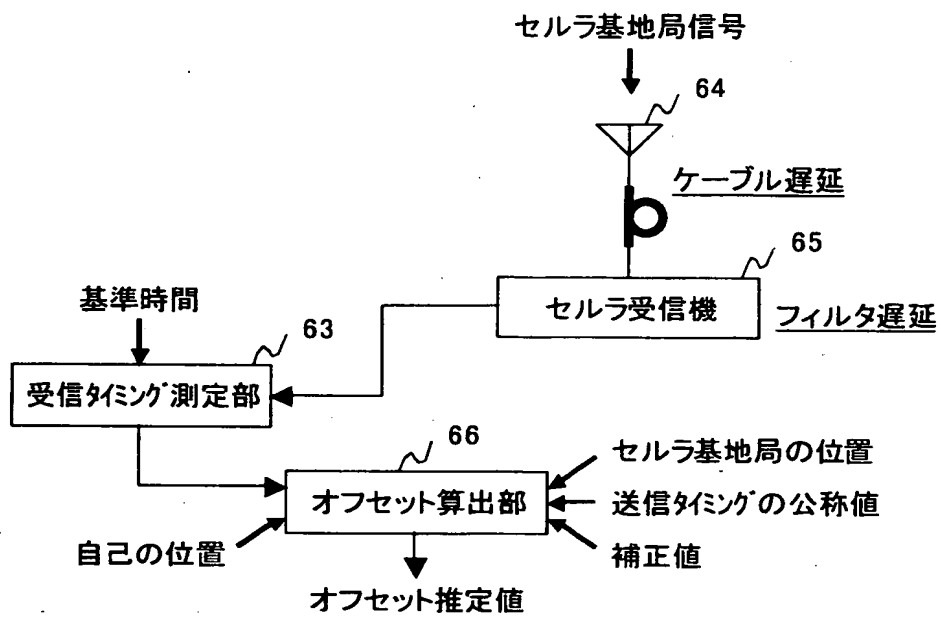 セルラ基地局信号
64
ケーブル遅延
65
セルラ受信機
フィルタ遅延
基準時間
63
受信タイミング測定部
66
セルラ基地局の位置
オフセット算出部
送信タイミングの公称値
自己の位置
補正値
オフセット推定値